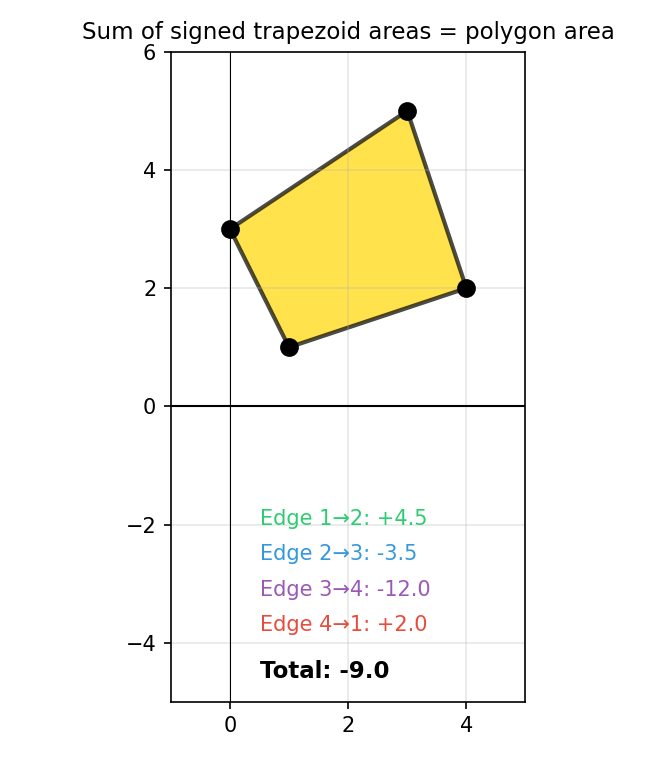 Sum of signed trapezoid areas = polygon area
6
4
2
0
−2
−4
Edge 1→2: +4.5
Edge 2→3: -3.5
Edge 3→4: -12.0
Edge 4→1: +2.0
Total: -9.0
0 2 4